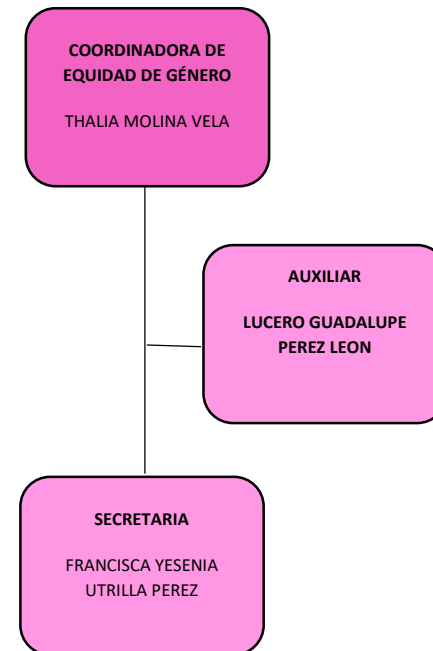 COORDINADORA DE
EQUIDAD DE GÉNERO
THALIA MOLINA VELA
AUXILIAR
LUCERO GUADALUPE
PEREZ LEON
SECRETARIA
FRANCISCA YESENIA
UTRILLA PEREZ